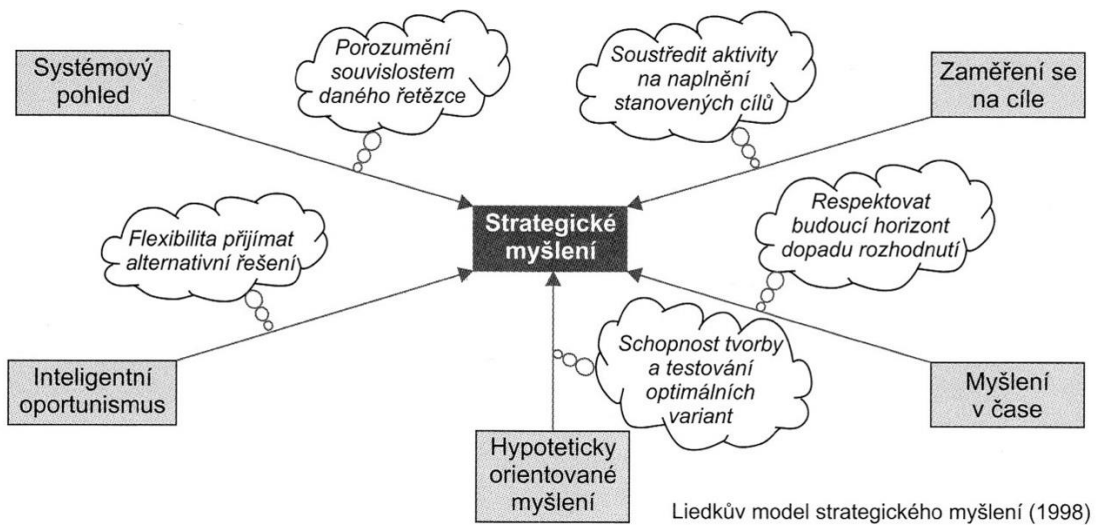 Systémový
pohled
Porozumění
souvislostem
daného řetězce
Soustředit aktivity
na naplnění
stanovených cílů
Zaměření se
na cíle
Flexibilita přijímat
alternativní řešení
Strategické
myšlení
Respektovat
budoucí horizont
dopadu rozhodnutí
Inteligentní
oportunismus
Schopnost tvorby
a testování
optimálních
variant
Myšlení
v čase
Hypoteticky
orientované
myšlení
Liedkův model strategického myšlení (1998)